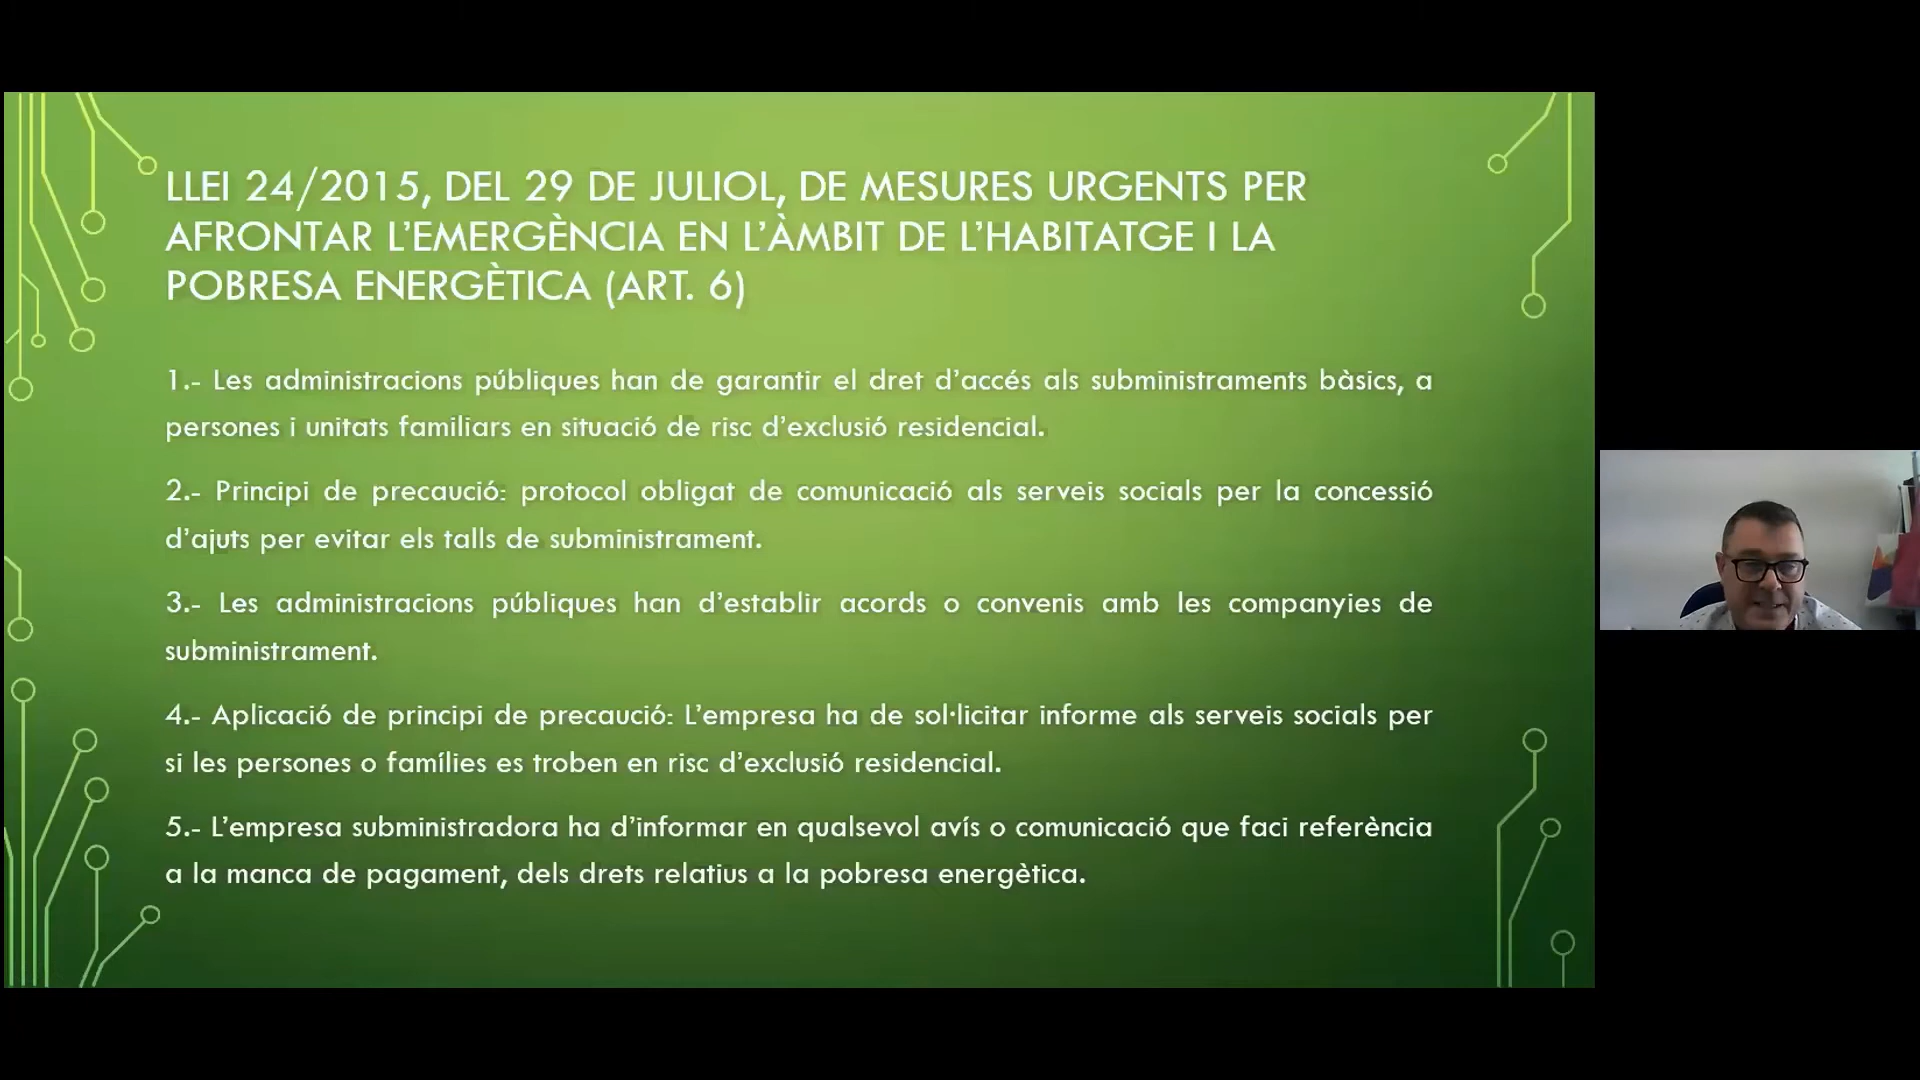 LLEI 24/2015, DEL 29 DE JULIOL, DE MESURES URGENTS PER
AFRONTAR L’EMERGÈNCIA EN L’ÀMBIT DE L’HABITATGE I LA
POBRESA ENERGÈTICA (ART. 6)
1.- Les administracions públiques han de garantir el dret d’accés als subministraments bàsics, a
persones i unitats familiars en situació de risc d’exclusió residencial.
2.- Principi de precaució: protocol obligat de comunicació als serveis socials per la concessió
d’ajuts per evitar els talls de subministrament.
3.- Les administracions públiques han d’establir acords o convenis amb les companyies de
subministrament.
4.- Aplicació de principi de precaució: L’empresa ha de sol·licitar informe als serveis socials per
si les persones o famílies es troben en risc d’exclusió residencial.
5.- L’empresa subministradora ha d’informar en qualsevol avís o comunicació que faci referència
a la manca de pagament, dels drets relatius a la pobresa energètica.